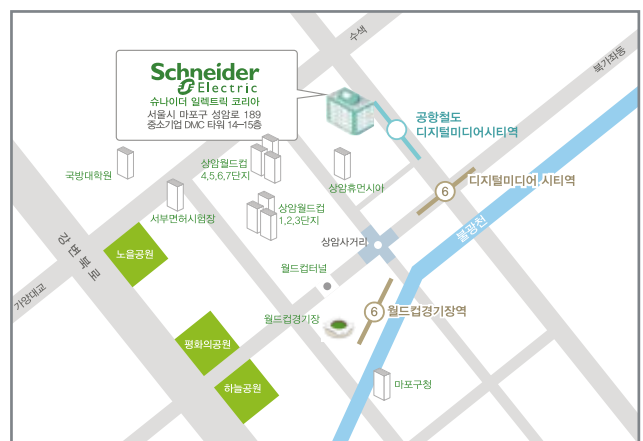 수색
북가좌동
Schneider
Electric
슈나이더 일렉트릭 코리아
서울시 마포구 성암로 189
중소기업 DMC 타워 14-15층
공항철도
디지털미디어시티역
국방대학원
상암월드컵
4,5,6,7단지
상암휴먼시아
6
디지털미디어 시티역
서부면허시험장
상암월드컵
1,2,3단지
불광천
강변북로
노을공원
상암사거리
월드컵터널
가양대교
월드컵경기장
6
월드컵경기장역
평화의공원
하늘공원
마포구청